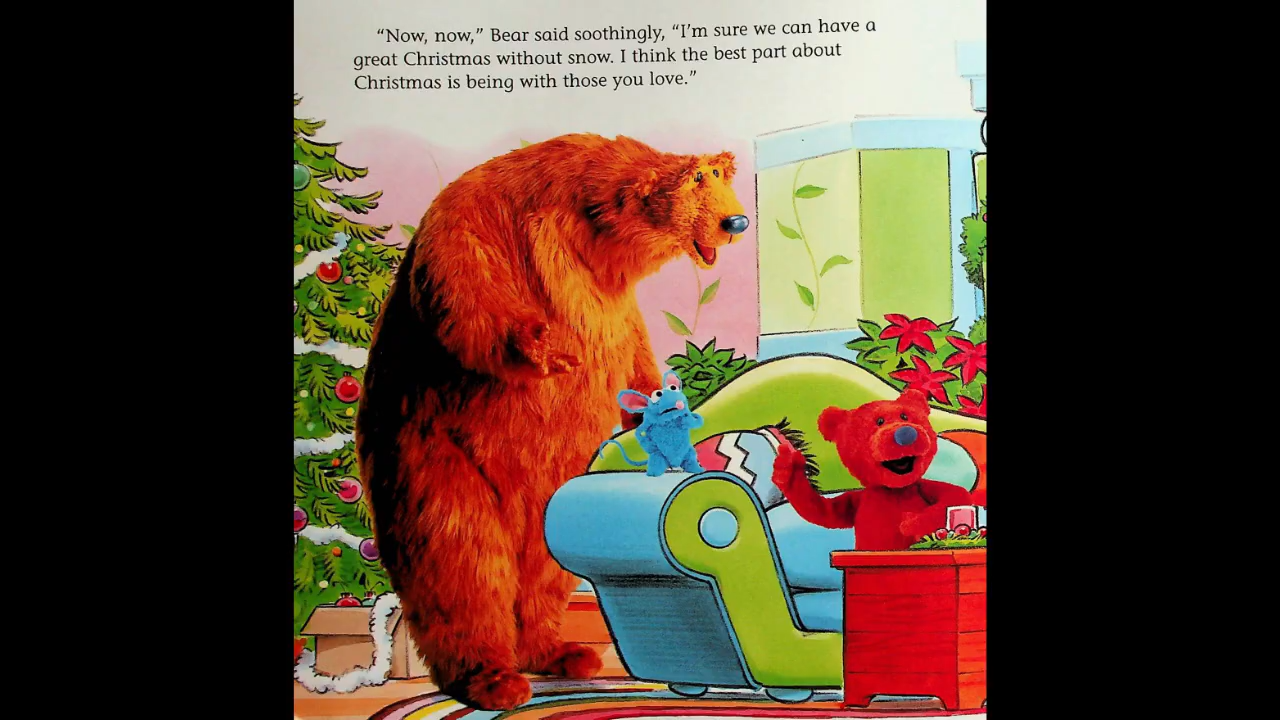 “Now, now,” Bear said soothingly, “I’m sure we can have a
great Christmas without snow. I think the best part about
Christmas is being with those you love.”